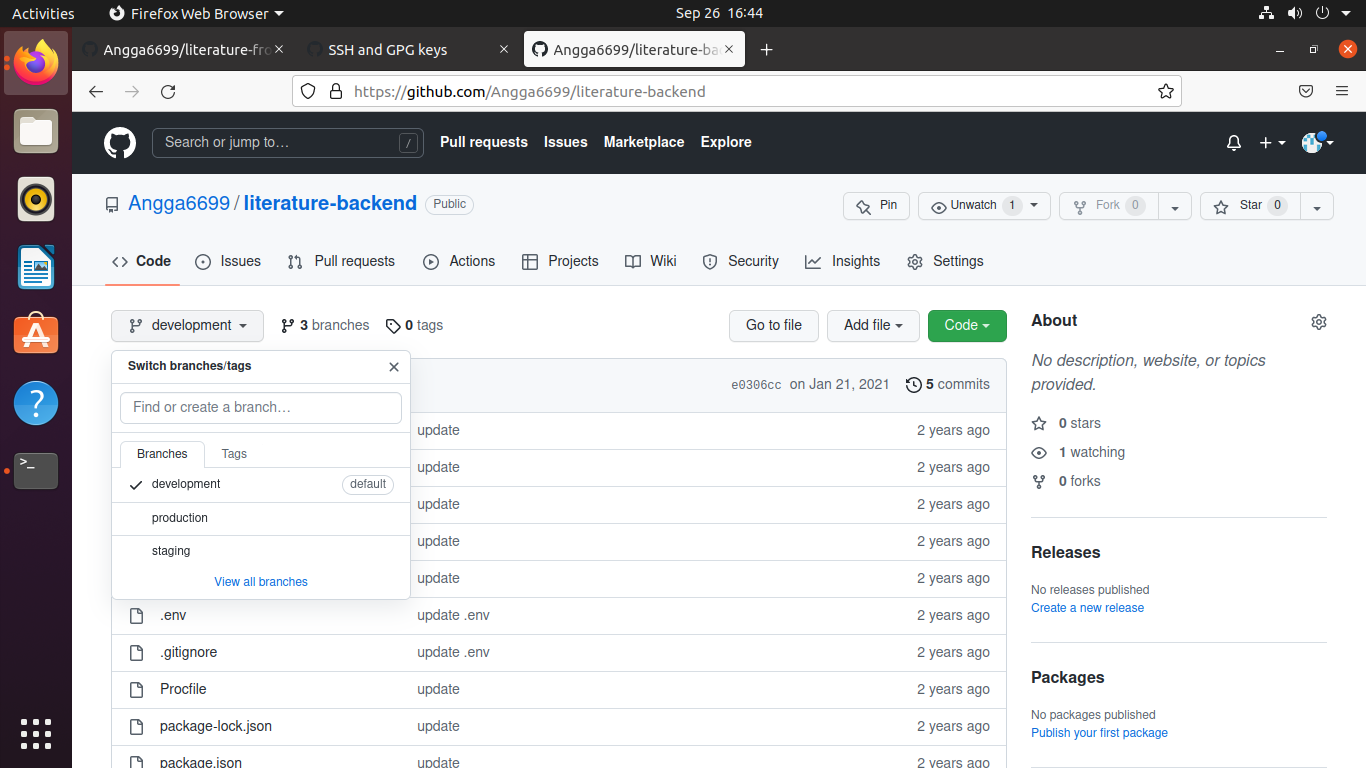 Activities Firefox Web Browser Sep 26 16:44
Angga6699/literature-fro SSH and GPG keys Angga6699/literature-ba
https://github.com/Angga6699/literature-backend
Search or jump to… / Pull requests Issues Marketplace Explore
Angga6699 / literature-backend Public Pin Unwatch 1 Fork 0 Star 0
Code Issues Pull requests Actions Projects Wiki Security Insights Settings
development 3 branches 0 tags Go to file Add file Code
Switch branches/tags
Find or create a branch…
Branches Tags
development default
production
staging
View all branches
e0306cc on Jan 21, 2021 5 commits
update 2 years ago
update 2 years ago
update 2 years ago
update 2 years ago
update 2 years ago
.env update .env 2 years ago
.gitignore update .env 2 years ago
Procfile update 2 years ago
package-lock.json update 2 years ago
package.json update 2 years ago
About
No description, website, or topics
provided.
0 stars
1 watching
0 forks
Releases
No releases published
Create a new release
Packages
No packages published
Publish your first package